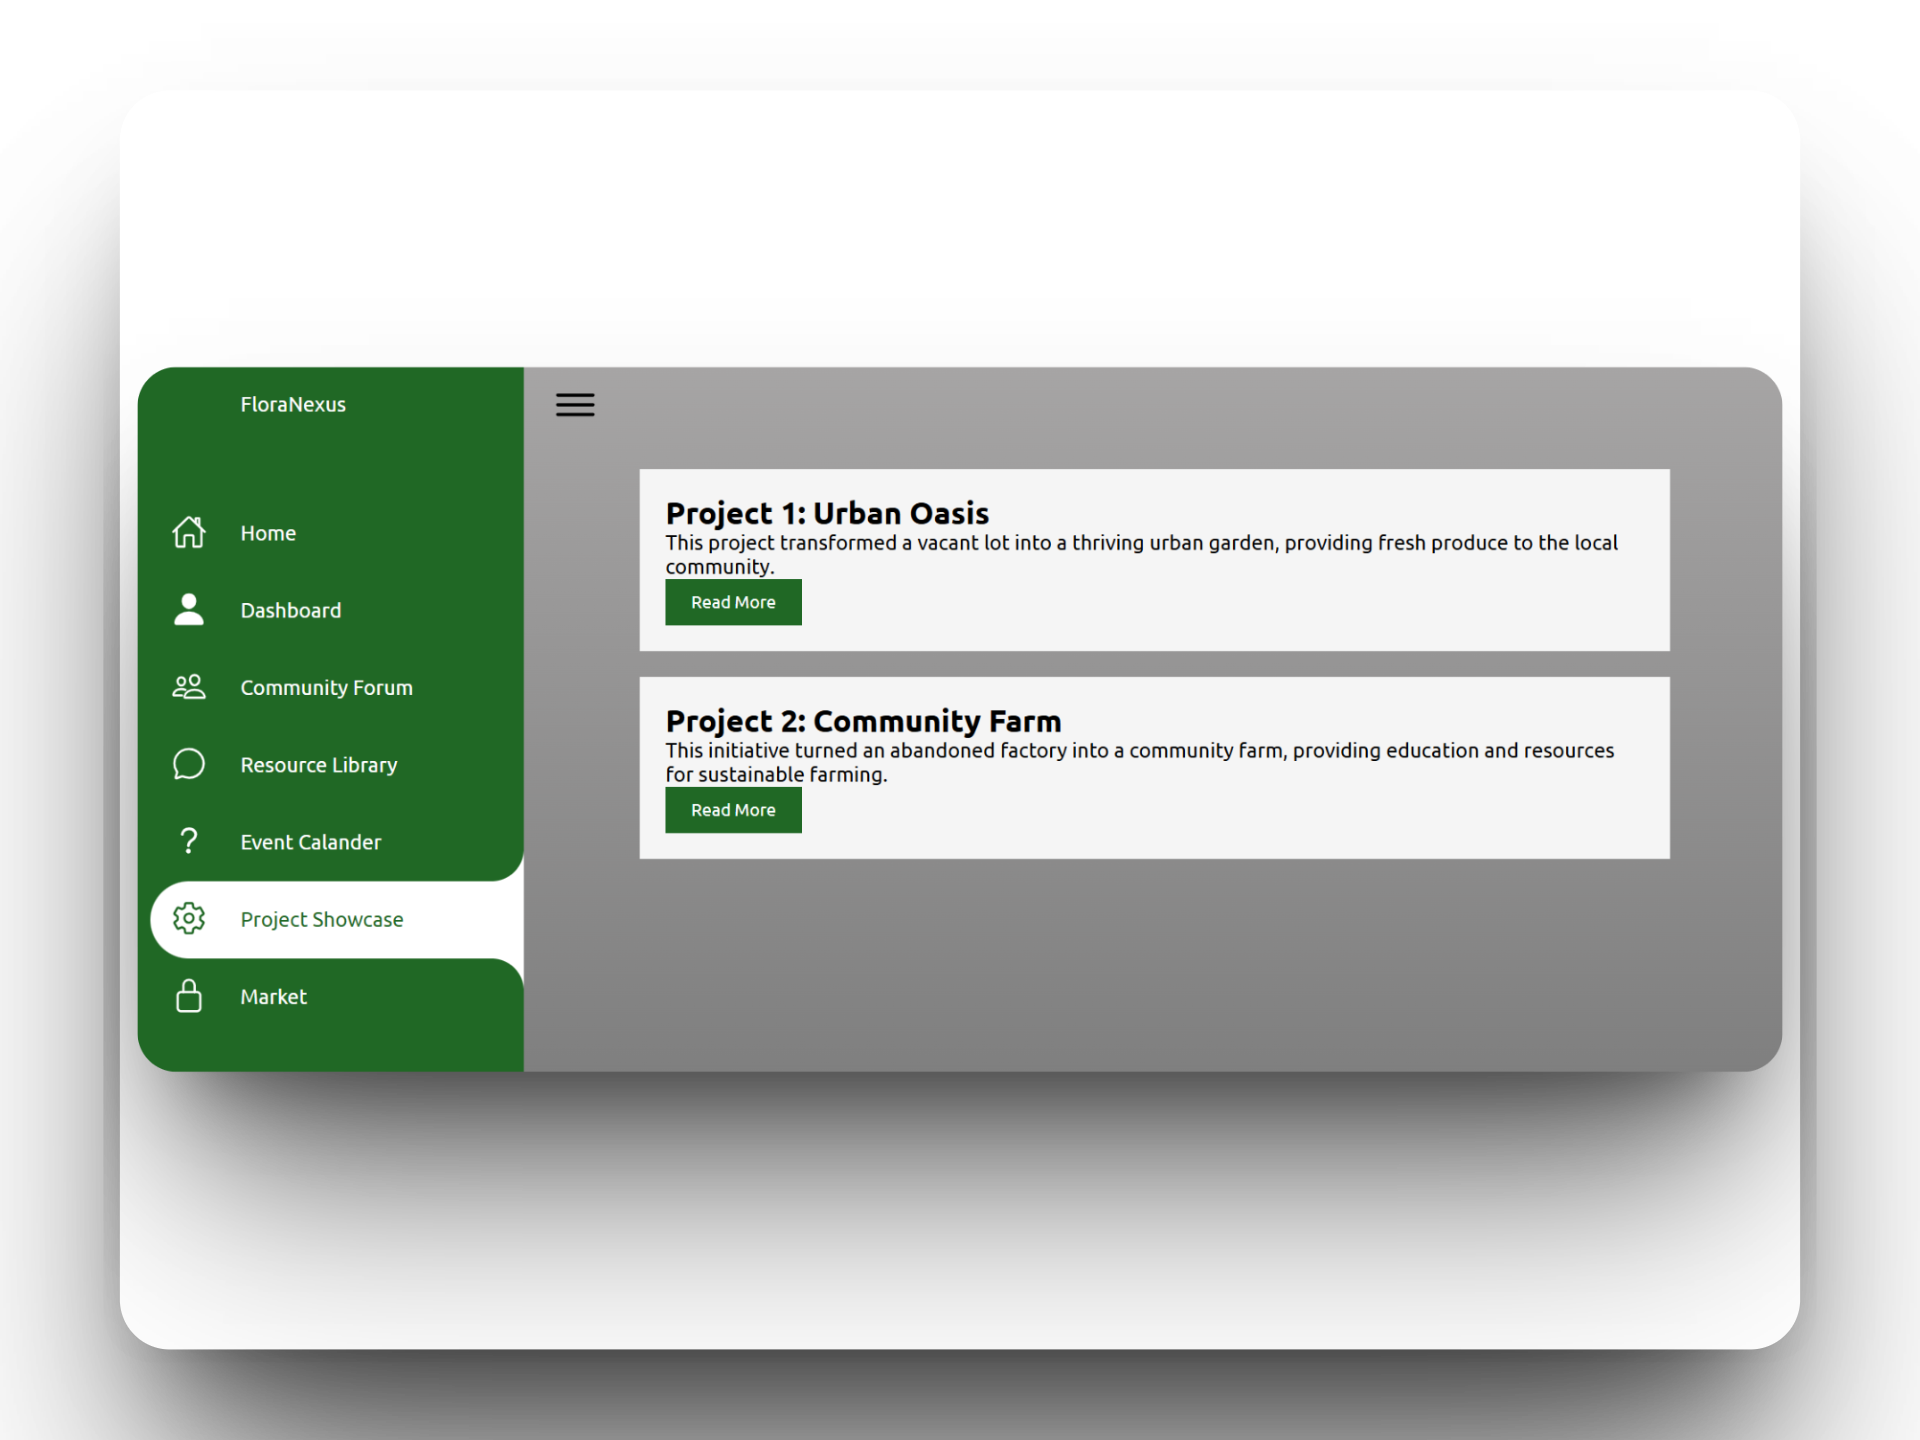 FloraNexus
Home
Dashboard
Community Forum
Resource Library
Event Calander
Project Showcase
Market
Project 1: Urban Oasis
This project transformed a vacant lot into a thriving urban garden, providing fresh produce to the local
community.
Read More
Project 2: Community Farm
This initiative turned an abandoned factory into a community farm, providing education and resources
for sustainable farming.
Read More